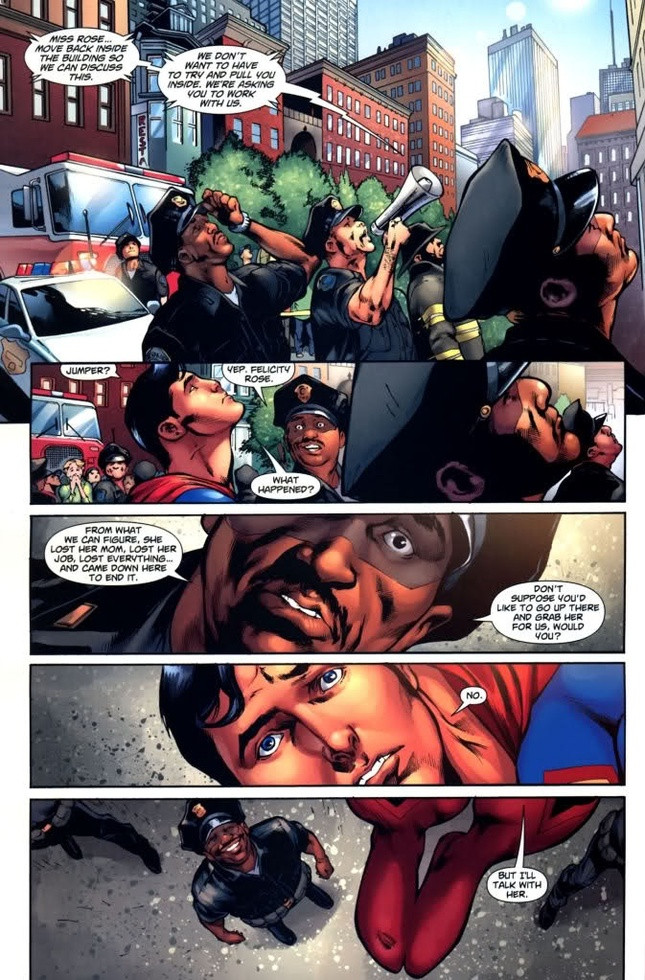 MISS ROSE...
MOVE BACK INSIDE
THE BUILDING SO
WE CAN DISCUSS
THIS.
WE DON'T
WANT TO HAVE
TO TRY AND PULL YOU
INSIDE. WE'RE ASKING
YOU TO WORK
WITH US.
RESTA
JUMPER?
YEP. FELICITY
ROSE.
WHAT
HAPPENED?
FROM WHAT
WE CAN FIGURE, SHE
LOST HER MOM, LOST HER
JOB, LOST EVERYTHING...
AND CAME DOWN HERE
TO END IT.
DON'T
SUPPOSE YOU'D
LIKE TO GO UP THERE
AND GRAB HER
FOR US, WOULD
YOU?
NO.
BUT I'LL
TALK WITH
HER.